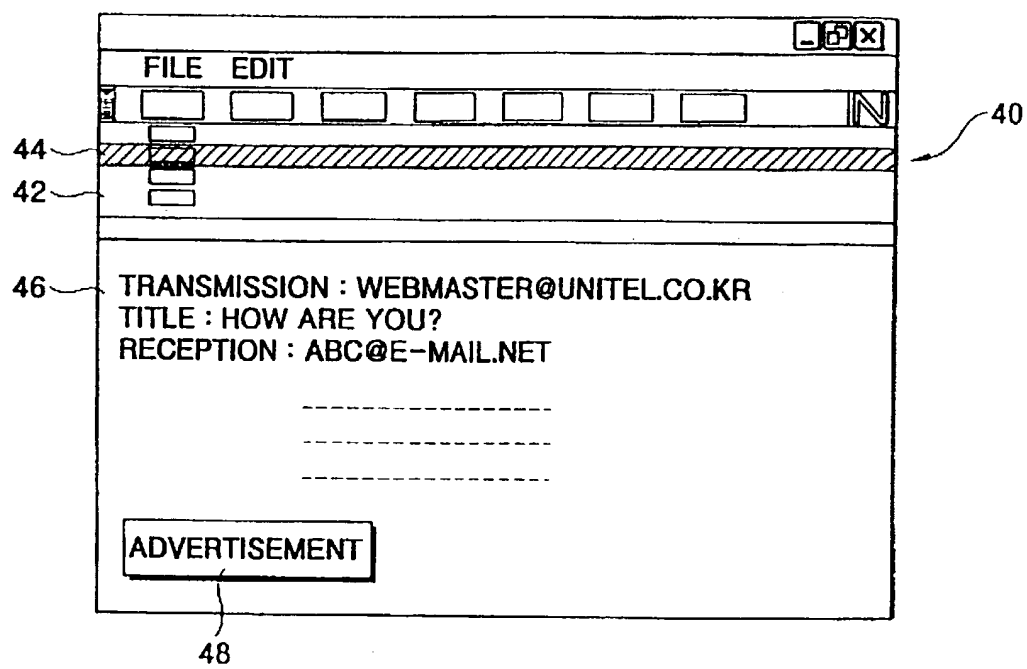 FILE EDIT
N
40
44
42
46
TRANSMISSION : WEBMASTER@UNITEL.CO.KR
TITLE : HOW ARE YOU?
RECEPTION : ABC@E-MAIL.NET
ADVERTISEMENT
48